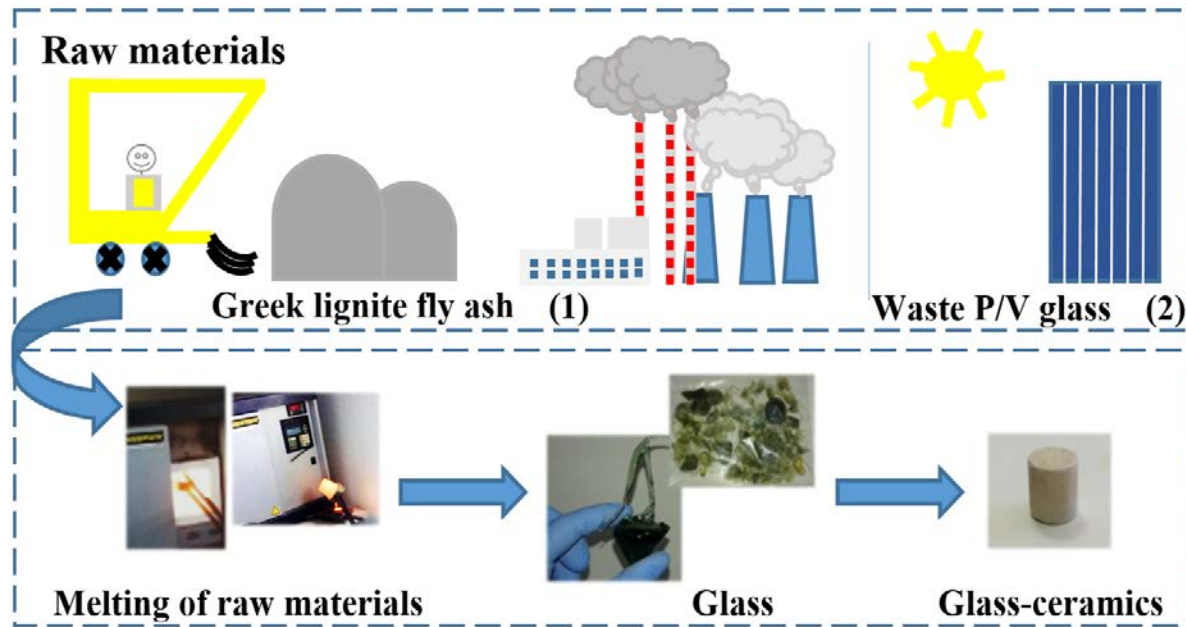 Raw materials
Greek lignite fly ash (1)
Waste P/V glass (2)
Melting of raw materials
Glass
Glass-ceramics